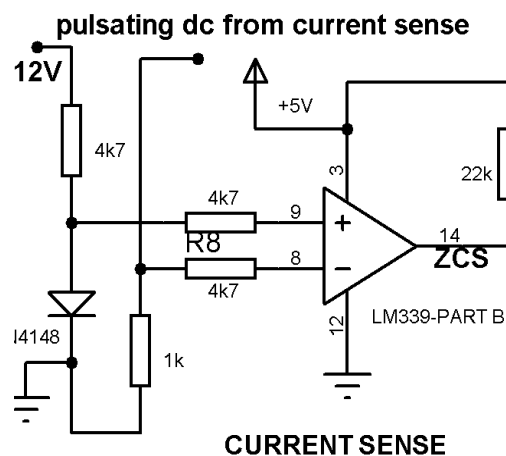 pulsating dc from current sense
12V
+5V
4k7
3
22k
4k7
9
R8
+
14
ZCS
8
-
4k7
12
LM339-PART B
I4148
1k
CURRENT SENSE